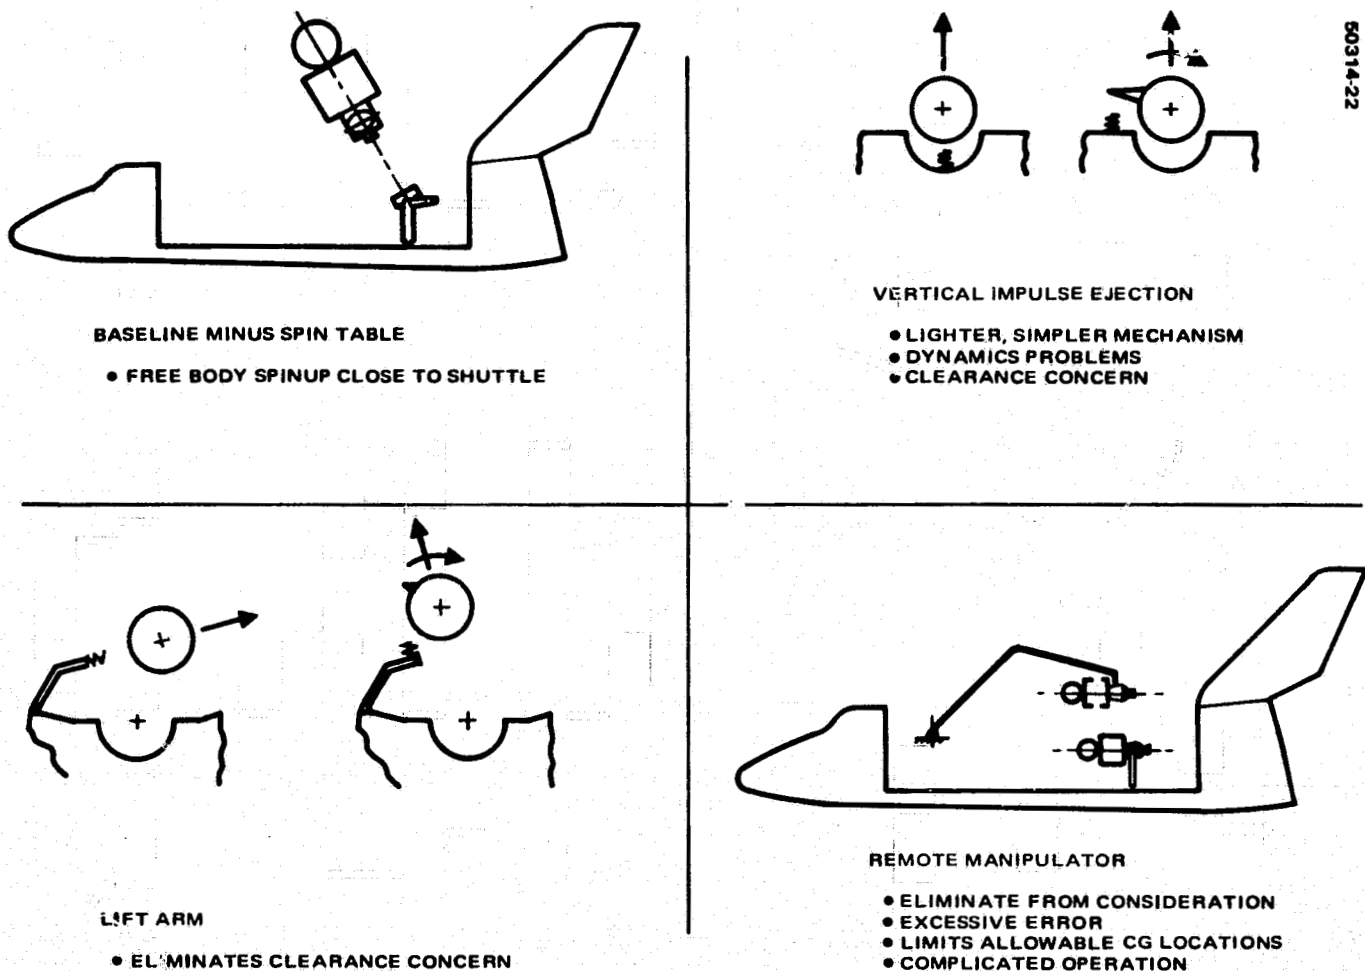 50314-22
BASELINE MINUS SPIN TABLE
• FREE BODY SPINUP CLOSE TO SHUTTLE
VERTICAL IMPULSE EJECTION
• LIGHTER, SIMPLER MECHANISM
• DYNAMICS PROBLEMS
• CLEARANCE CONCERN
LIFT ARM
• ELIMINATES CLEARANCE CONCERN
REMOTE MANIPULATOR
• ELIMINATE FROM CONSIDERATION
• EXCESSIVE ERROR
• LIMITS ALLOWABLE CG LOCATIONS
• COMPLICATED OPERATION